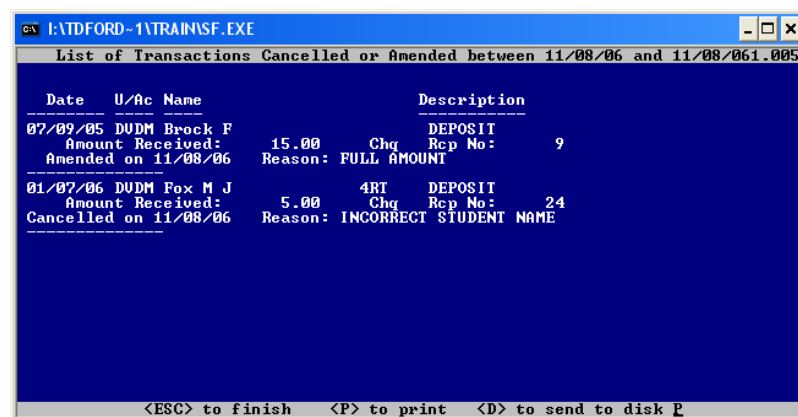 I:\TDFORD~1\TRAIN\SF.EXE
List of Transactions Cancelled or Amended between 11/08/06 and 11/08/061.005
Date U/Ac Name Description
07/09/05 DVDM Brock F DEPOSIT
Amount Received: 15.00 Chq Rcp No: 9
Amended on 11/08/06 Reason: FULL AMOUNT
01/07/06 DVDM Fox M J 4RT DEPOSIT
Amount Received: 5.00 Chq Rcp No: 24
Cancelled on 11/08/06 Reason: INCORRECT STUDENT NAME
<ESC> to finish <P> to print <D> to send to disk P